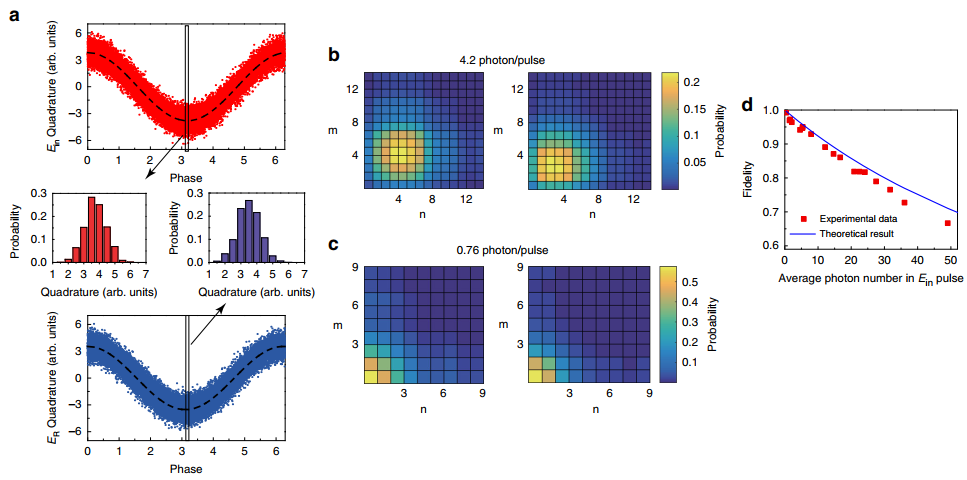 a
E_in Quadrature (arb. units)
6
3
0
−3
−6
0 1 2 3 4 5 6
Phase
Probability
0.3
0.2
0.1
0.0
1 2 3 4 5 6 7
Quadrature (arb. units)
Probability
0.3
0.2
0.1
0.0
1 2 3 4 5 6 7
Quadrature (arb. units)
E_R Quadrature (arb. units)
6
3
0
−3
−6
0 1 2 3 4 5 6
Phase
b
4.2 photon/pulse
12
8
4
m
4 8 12
n
12
8
4
m
4 8 12
n
0.2
0.15
0.1
0.05
Probability
c
0.76 photon/pulse
9
6
3
m
3 6 9
n
9
6
3
m
3 6 9
n
0.5
0.4
0.3
0.2
0.1
Probability
d
Fidelity
1.0
0.9
0.8
0.7
0.6
Experimental data
Theoretical result
0 10 20 30 40 50
Average photon number in E_in pulse